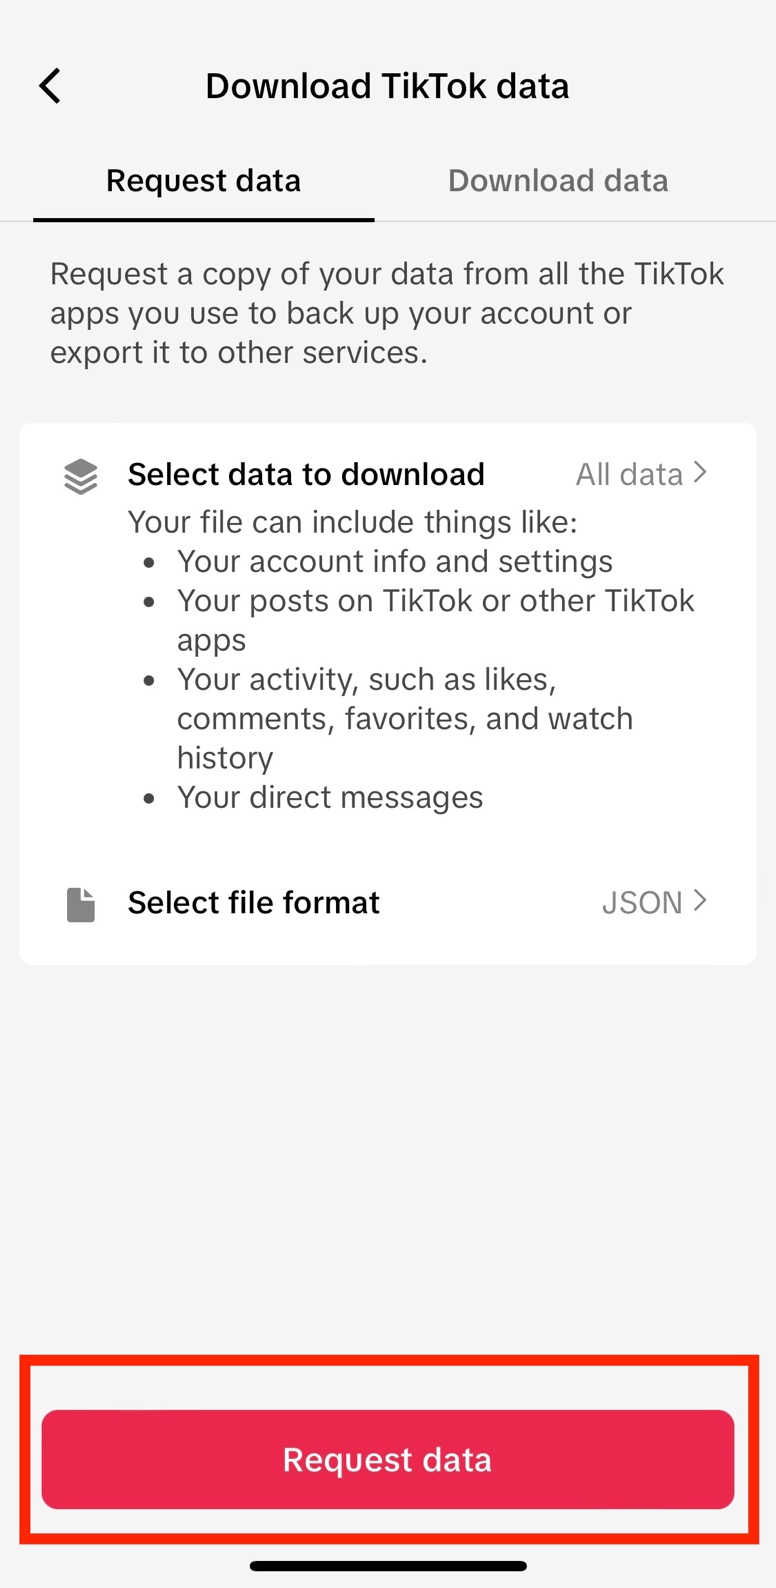 Download TikTok data
Request data
Download data
Request a copy of your data from all the TikTok
apps you use to back up your account or
export it to other services.
Select data to download
All data
Your file can include things like:
• Your account info and settings
• Your posts on TikTok or other TikTok
apps
• Your activity, such as likes,
comments, favorites, and watch
history
• Your direct messages
Select file format
JSON
Request data